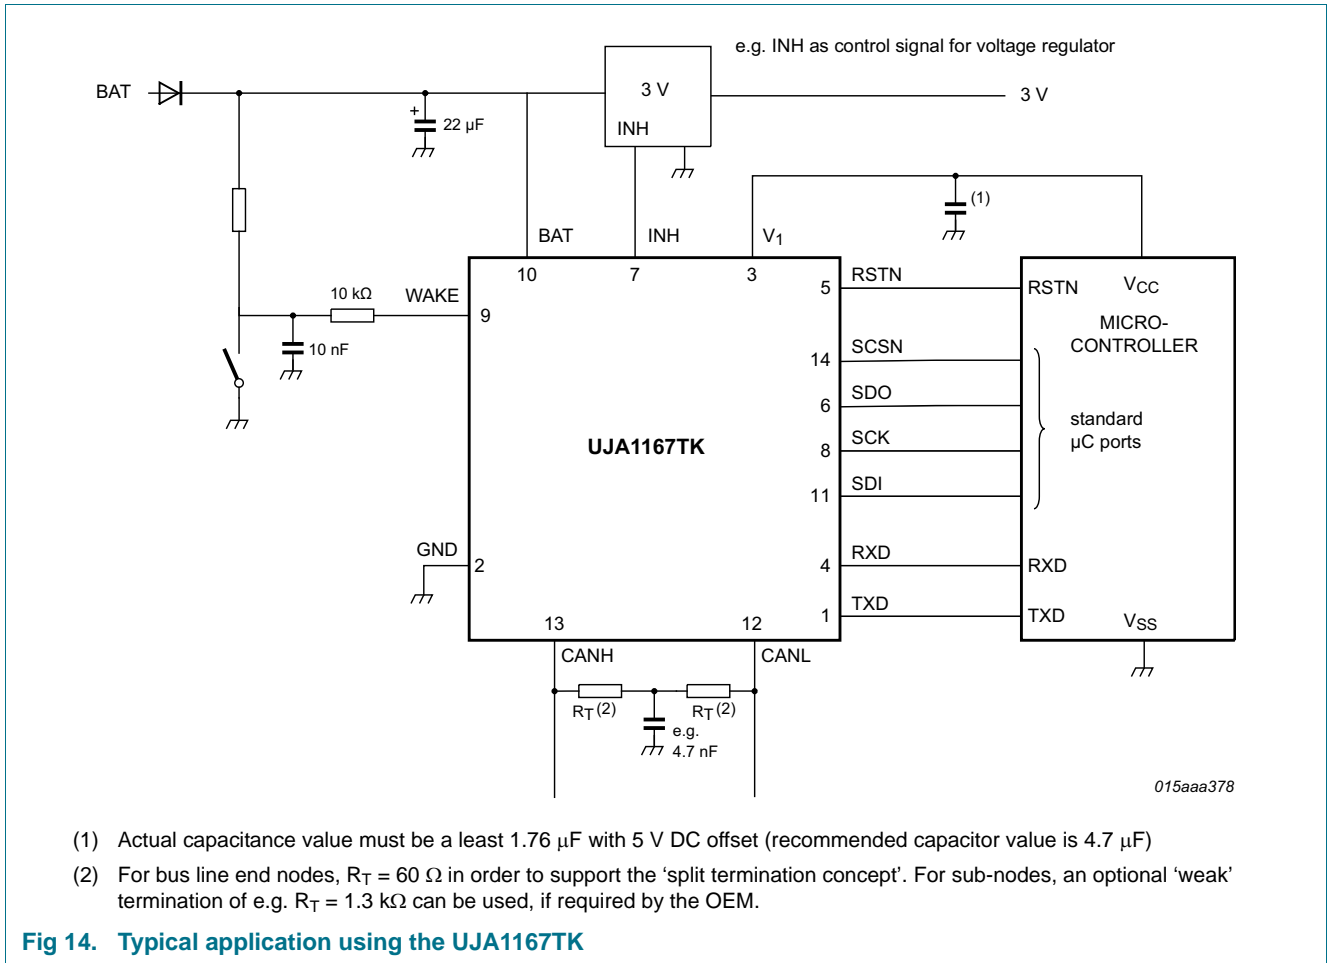 e.g. INH as control signal for voltage regulator
BAT
3 V
3 V
+
22 µF
INH
(1)
BAT
INH
V1
10
7
3
RSTN
5
RSTN
VCC
10 kΩ
WAKE
9
MICRO-
CONTROLLER
10 nF
SCSN
14
SDO
6
standard
µC ports
UJA1167TK
SCK
8
SDI
11
GND
2
RXD
4
RXD
TXD
1
TXD
VSS
13
12
CANH
CANL
RT(2)
RT(2)
e.g.
4.7 nF
015aaa378
(1) Actual capacitance value must be a least 1.76 μF with 5 V DC offset (recommended capacitor value is 4.7 μF)
(2) For bus line end nodes, RT = 60 Ω in order to support the ‘split termination concept’. For sub-nodes, an optional ‘weak’
termination of e.g. RT = 1.3 kΩ can be used, if required by the OEM.
Fig 14. Typical application using the UJA1167TK